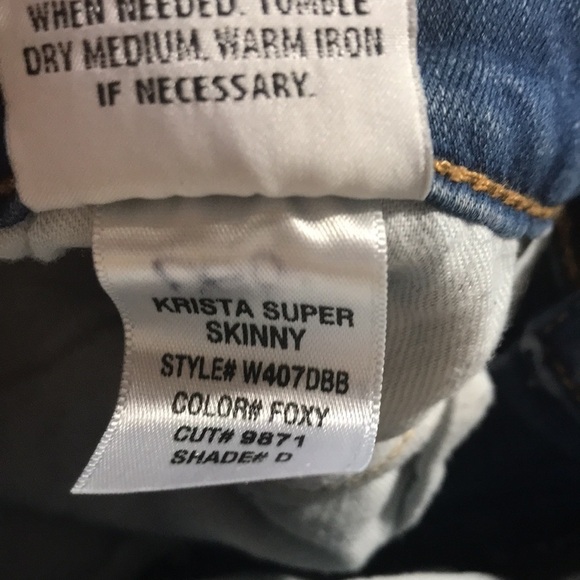 WHEN NEEDED. TUMBLE
DRY MEDIUM. WARM IRON
IF NECESSARY.
KRISTA SUPER
SKINNY
STYLE# W407DBB
COLOR# FOXY
CUT# 9871
SHADE# D